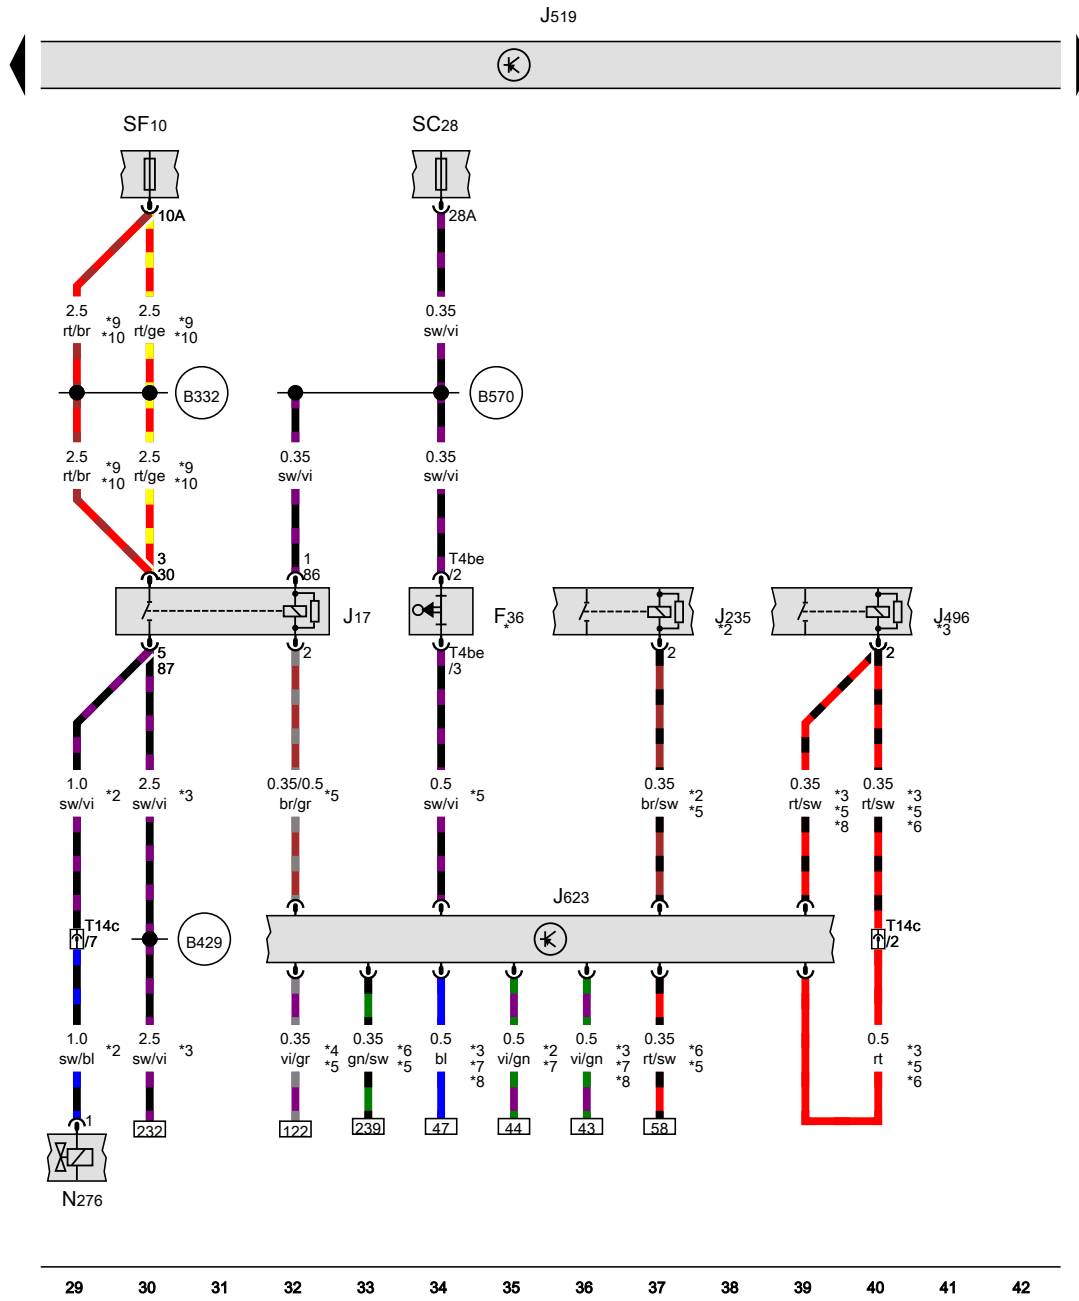 J519
SF10
SC28
10A
28A
2.5
rt/br
*9
*10
2.5
rt/ge
*9
*10
0.35
sw/vi
B332
B570
2.5
rt/br
*9
*10
2.5
rt/ge
*9
*10
0.35
sw/vi
0.35
sw/vi
3
30
1
86
T4be
/2
J17
F36
*
J235
*2
J496
*3
5
87
2
T4be
/3
2
2
1.0
sw/vi
*2
2.5
sw/vi
*3
0.35/0.5
br/gr
*5
0.5
sw/vi
*5
0.35
br/sw
*2
*5
0.35
rt/sw
*3
*5
*8
0.35
rt/sw
*3
*5
*6
J623
T14c
/7
B429
T14c
/2
1.0
sw/bl
*2
2.5
sw/vi
*3
0.35
vi/gr
*4
*5
0.35
gn/sw
*6
*5
0.5
bl
*3
*7
*8
0.5
vi/gn
*2
*7
0.5
vi/gn
*3
*7
*8
0.35
rt/sw
*6
*5
0.5
rt
*3
*5
*6
1
232
122
239
47
44
43
58
N276
29 30 31 32 33 34 35 36 37 38 39 40 41 42